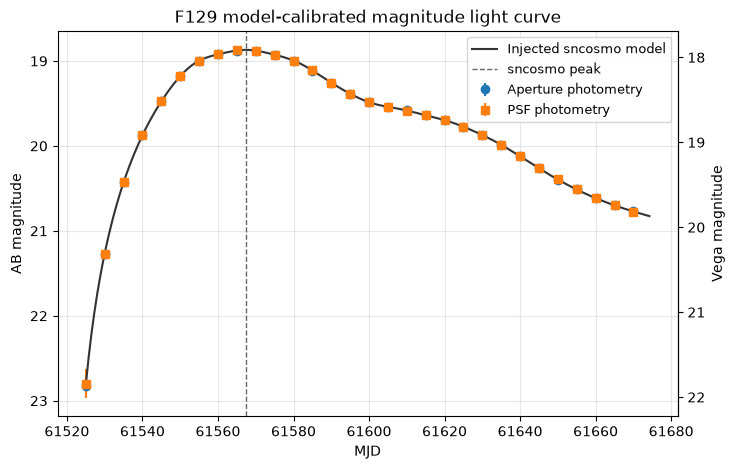 F129 model-calibrated magnitude light curve
Injected sncosmo model
sncosmo peak
Aperture photometry
PSF photometry
AB magnitude
19
20
21
22
23
Vega magnitude
18
19
20
21
22
61520 61540 61560 61580 61600 61620 61640 61660 61680
MJD